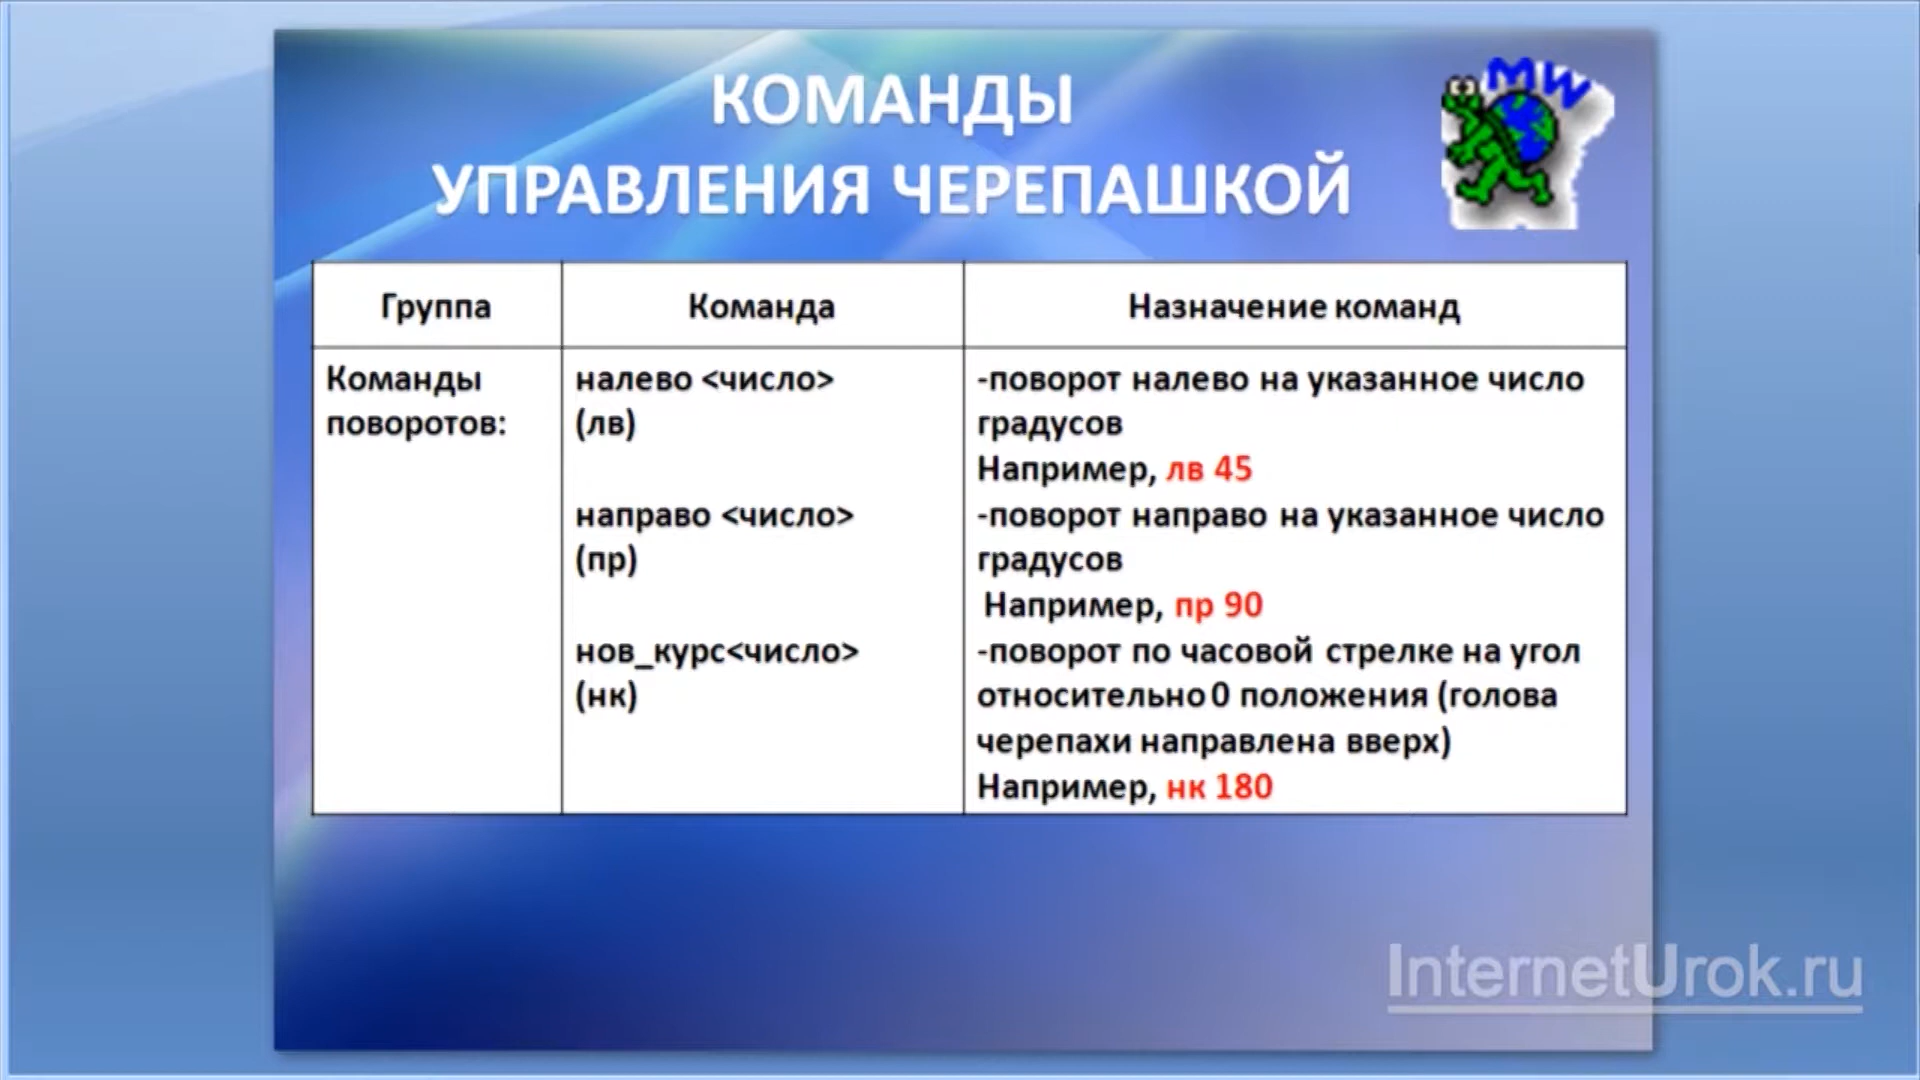 КОМАНДЫ
УПРАВЛЕНИЯ ЧЕРЕПАШКОЙ
MW
Группа
Команда
Назначение команд
Команды
поворотов:
налево <число>
(лв)
-поворот налево на указанное число
градусов
Например, лв 45
направо <число>
(пр)
-поворот направо на указанное число
градусов
Например, пр 90
нов_курс<число>
(нк)
-поворот по часовой стрелке на угол
относительно 0 положения (голова
черепахи направлена вверх)
Например, нк 180
InternetUrok.ru